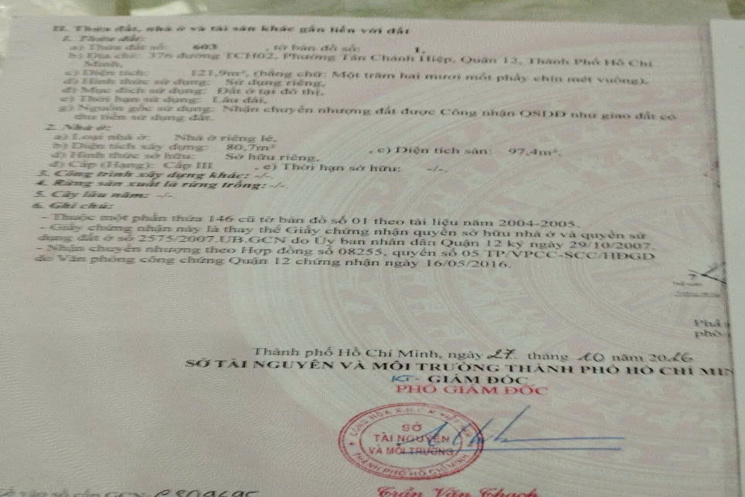 II. Thửa đất, nhà ở và tài sản khác gắn liền với đất
1. Thửa đất:
a) Thửa đất số: 603 , tờ bản đồ số: 1,
b) Địa chỉ: 376 đường TCH02, Phường Tân Chánh Hiệp, Quận 12, Thành Phố Hồ Chí
Minh,
c) Diện tích: 121,9m², (bằng chữ: Một trăm hai mươi mốt phẩy chín mét vuông),
d) Hình thức sử dụng: Sử dụng riêng,
đ) Mục đích sử dụng: Đất ở tại đô thị,
e) Thời hạn sử dụng: Lâu dài,
g) Nguồn gốc sử dụng: Nhận chuyển nhượng đất được Công nhận QSDĐ như giao đất có
thu tiền sử dụng đất.
2. Nhà ở:
a) Loại nhà ở: Nhà ở riêng lẻ,
b) Diện tích xây dựng: 80,7m² , c) Diện tích sàn: 97,4m²,
d) Hình thức sở hữu: Sở hữu riêng,
đ) Cấp (Hạng): Cấp III , e) Thời hạn sở hữu: -/-.
3. Công trình xây dựng khác: -/-.
4. Rừng sản xuất là rừng trồng: -/-.
5. Cây lâu năm: -/-.
6. Ghi chú:
- Thuộc một phần thửa 146 cũ tờ bản đồ số 01 theo tài liệu năm 2004-2005.
- Giấy chứng nhận này là thay thế Giấy chứng nhận quyền sở hữu nhà ở và quyền sử
dụng đất ở số 2575/2007.UB.GCN do Ủy ban nhân dân Quận 12 ký ngày 29/10/2007.
- Nhận chuyển nhượng theo Hợp đồng số 08255, quyển số 05 TP/VPCC-SCC/HĐGD
do Văn phòng công chứng Quận 12 chứng nhận ngày 16/05/2016.
Thành phố Hồ Chí Minh, ngày 27 tháng 10 năm 2016
SỞ TÀI NGUYÊN VÀ MÔI TRƯỜNG THÀNH PHỐ HỒ CHÍ MIN
KT. GIÁM ĐỐC
PHÓ GIÁM ĐỐC
SỞ
TÀI NGUYÊN
VÀ MÔI TRƯỜNG
THÀNH PHỐ HỒ CHÍ MINH
Trần Văn Thạch